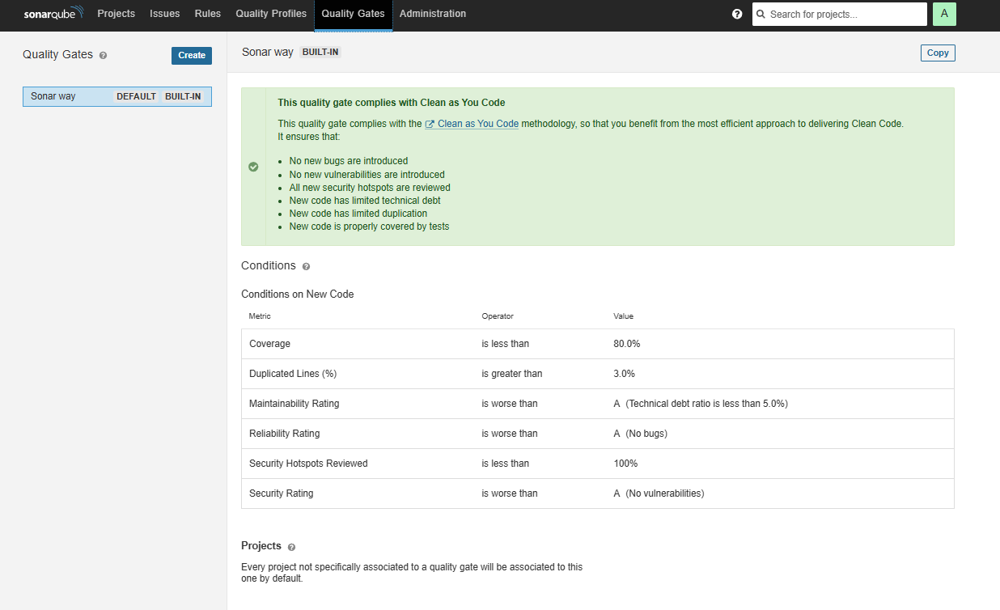 sonarqube Projects Issues Rules Quality Profiles Quality Gates Administration ? Search for projects... A
Quality Gates ? Create
Sonar way DEFAULT BUILT-IN
Sonar way BUILT-IN Copy
This quality gate complies with Clean as You Code
This quality gate complies with the Clean as You Code methodology, so that you benefit from the most efficient approach to delivering Clean Code.
It ensures that:
• No new bugs are introduced
• No new vulnerabilities are introduced
• All new security hotspots are reviewed
• New code has limited technical debt
• New code has limited duplication
• New code is properly covered by tests
Conditions ?
Conditions on New Code
Metric Operator Value
Coverage is less than 80.0%
Duplicated Lines (%) is greater than 3.0%
Maintainability Rating is worse than A (Technical debt ratio is less than 5.0%)
Reliability Rating is worse than A (No bugs)
Security Hotspots Reviewed is less than 100%
Security Rating is worse than A (No vulnerabilities)
Projects ?
Every project not specifically associated to a quality gate will be associated to this
one by default.